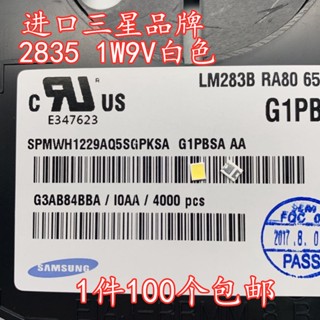 进口三星品牌
2835 1W9V白色
LM283B RA80 65
C UR US
E347623
G1PB
SPMWH1229AQ5SGPKSA G1PBSA AA
G3AB84BBA / I0AA / 4000 pcs
2017.8.0
PASS
SAMSUNG
1件100个包邮